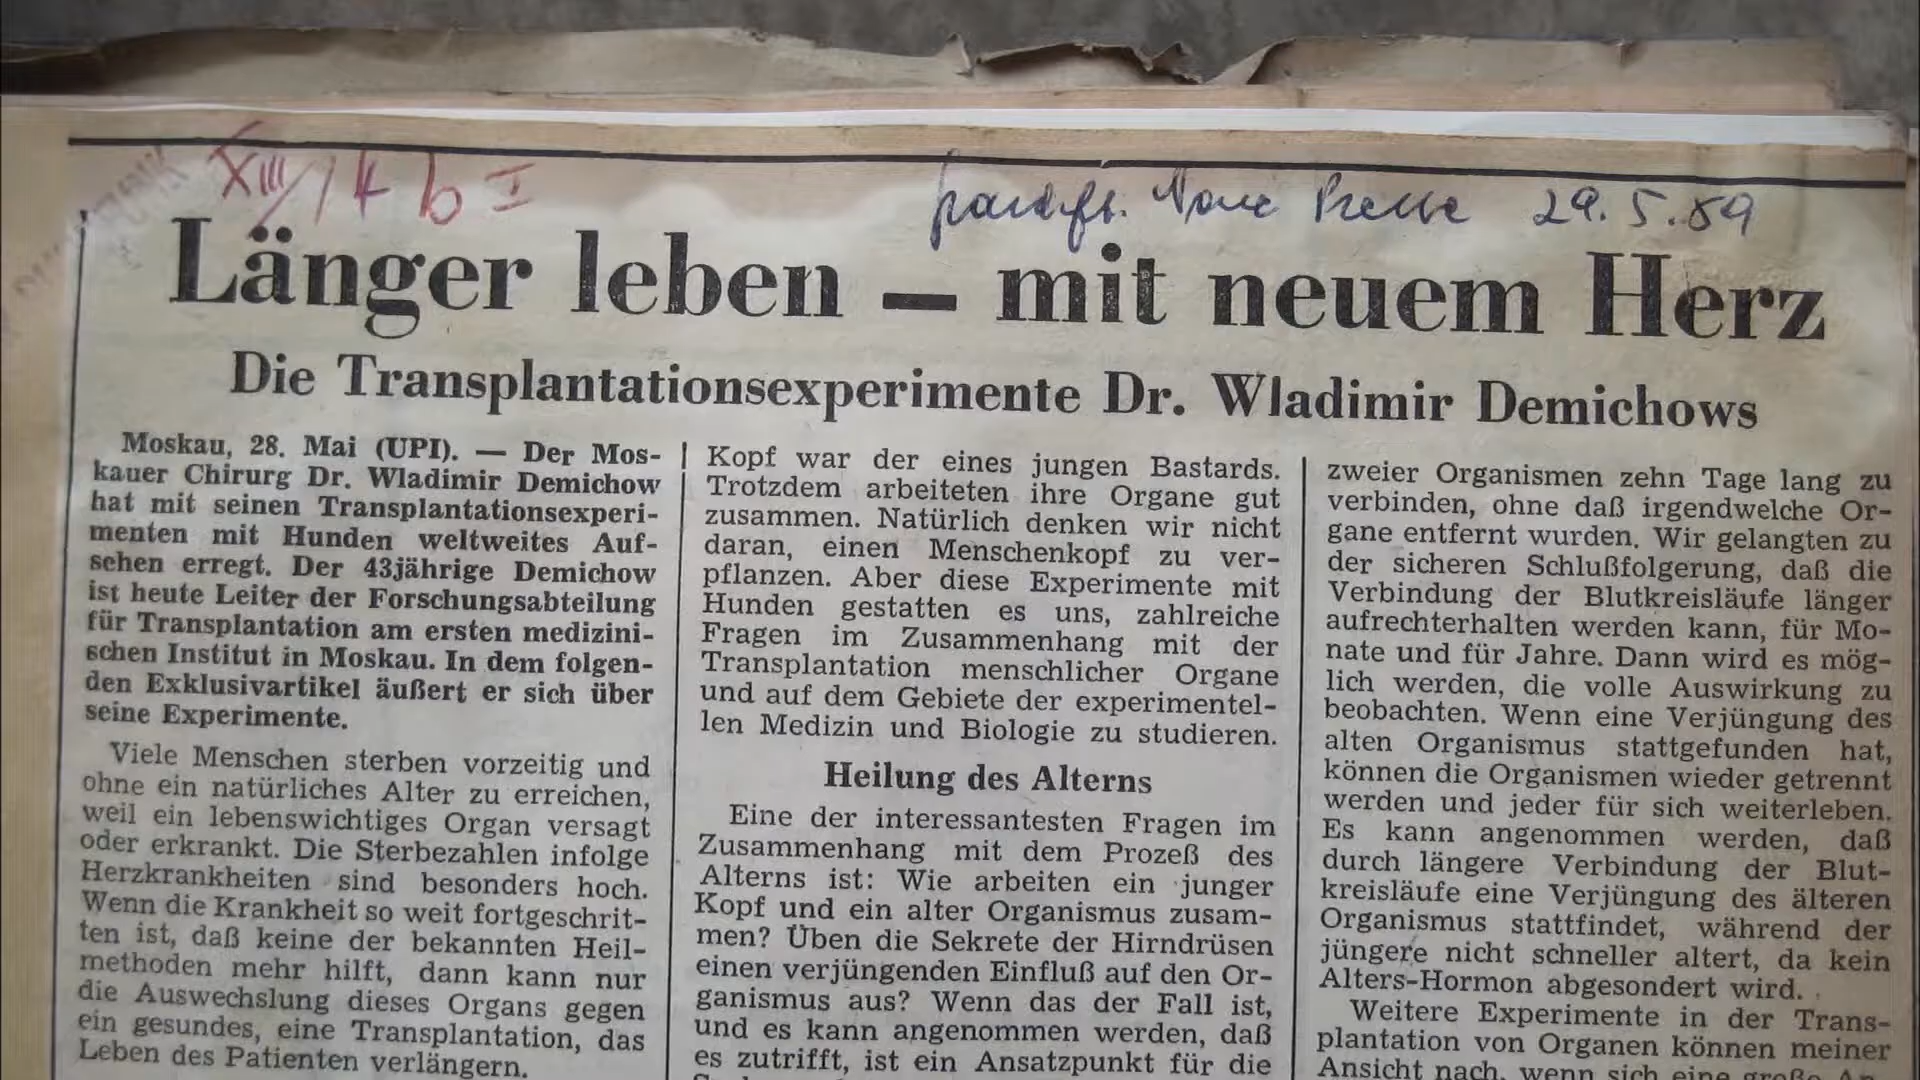 XIII/14 b I
Frankft. Neue Presse 29.5.59
Länger leben — mit neuem Herz
Die Transplantationsexperimente Dr. Wladimir Demichows
Moskau, 28. Mai (UPI). — Der Mos-
kauer Chirurg Dr. Wladimir Demichow
hat mit seinen Transplantationsexperi-
menten mit Hunden weltweites Auf-
sehen erregt. Der 43jährige Demichow
ist heute Leiter der Forschungsabteilung
für Transplantation am ersten medizini-
schen Institut in Moskau. In dem folgen-
den Exklusivartikel äußert er sich über
seine Experimente.
Viele Menschen sterben vorzeitig und
ohne ein natürliches Alter zu erreichen,
weil ein lebenswichtiges Organ versagt
oder erkrankt. Die Sterbezahlen infolge
Herzkrankheiten sind besonders hoch.
Wenn die Krankheit so weit fortgeschrit-
ten ist, daß keine der bekannten Heil-
methoden mehr hilft, dann kann nur
die Auswechslung dieses Organs gegen
ein gesundes, eine Transplantation, das
Leben des Patienten verlängern.
Kopf war der eines jungen Bastards.
Trotzdem arbeiteten ihre Organe gut
zusammen. Natürlich denken wir nicht
daran, einen Menschenkopf zu ver-
pflanzen. Aber diese Experimente mit
Hunden gestatten es uns, zahlreiche
Fragen im Zusammenhang mit der
Transplantation menschlicher Organe
und auf dem Gebiete der experimentel-
len Medizin und Biologie zu studieren.
Heilung des Alterns
Eine der interessantesten Fragen im
Zusammenhang mit dem Prozeß des
Alterns ist: Wie arbeiten ein junger
Kopf und ein alter Organismus zusam-
men? Üben die Sekrete der Hirndrüsen
einen verjüngenden Einfluß auf den Or-
ganismus aus? Wenn das der Fall ist,
und es kann angenommen werden, daß
es zutrifft, ist ein Ansatzpunkt für die
zweier Organismen zehn Tage lang zu
verbinden, ohne daß irgendwelche Or-
gane entfernt wurden. Wir gelangten zu
der sicheren Schlußfolgerung, daß die
Verbindung der Blutkreisläufe länger
aufrechterhalten werden kann, für Mo-
nate und für Jahre. Dann wird es mög-
lich werden, die volle Auswirkung zu
beobachten. Wenn eine Verjüngung des
alten Organismus stattgefunden hat,
können die Organismen wieder getrennt
werden und jeder für sich weiterleben.
Es kann angenommen werden, daß
durch längere Verbindung der Blut-
kreisläufe eine Verjüngung des älteren
Organismus stattfindet, während der
jüngere nicht schneller altert, da kein
Alters-Hormon abgesondert wird.
Weitere Experimente in der Trans-
plantation von Organen können meiner
Ansicht nach, wenn sich eine große